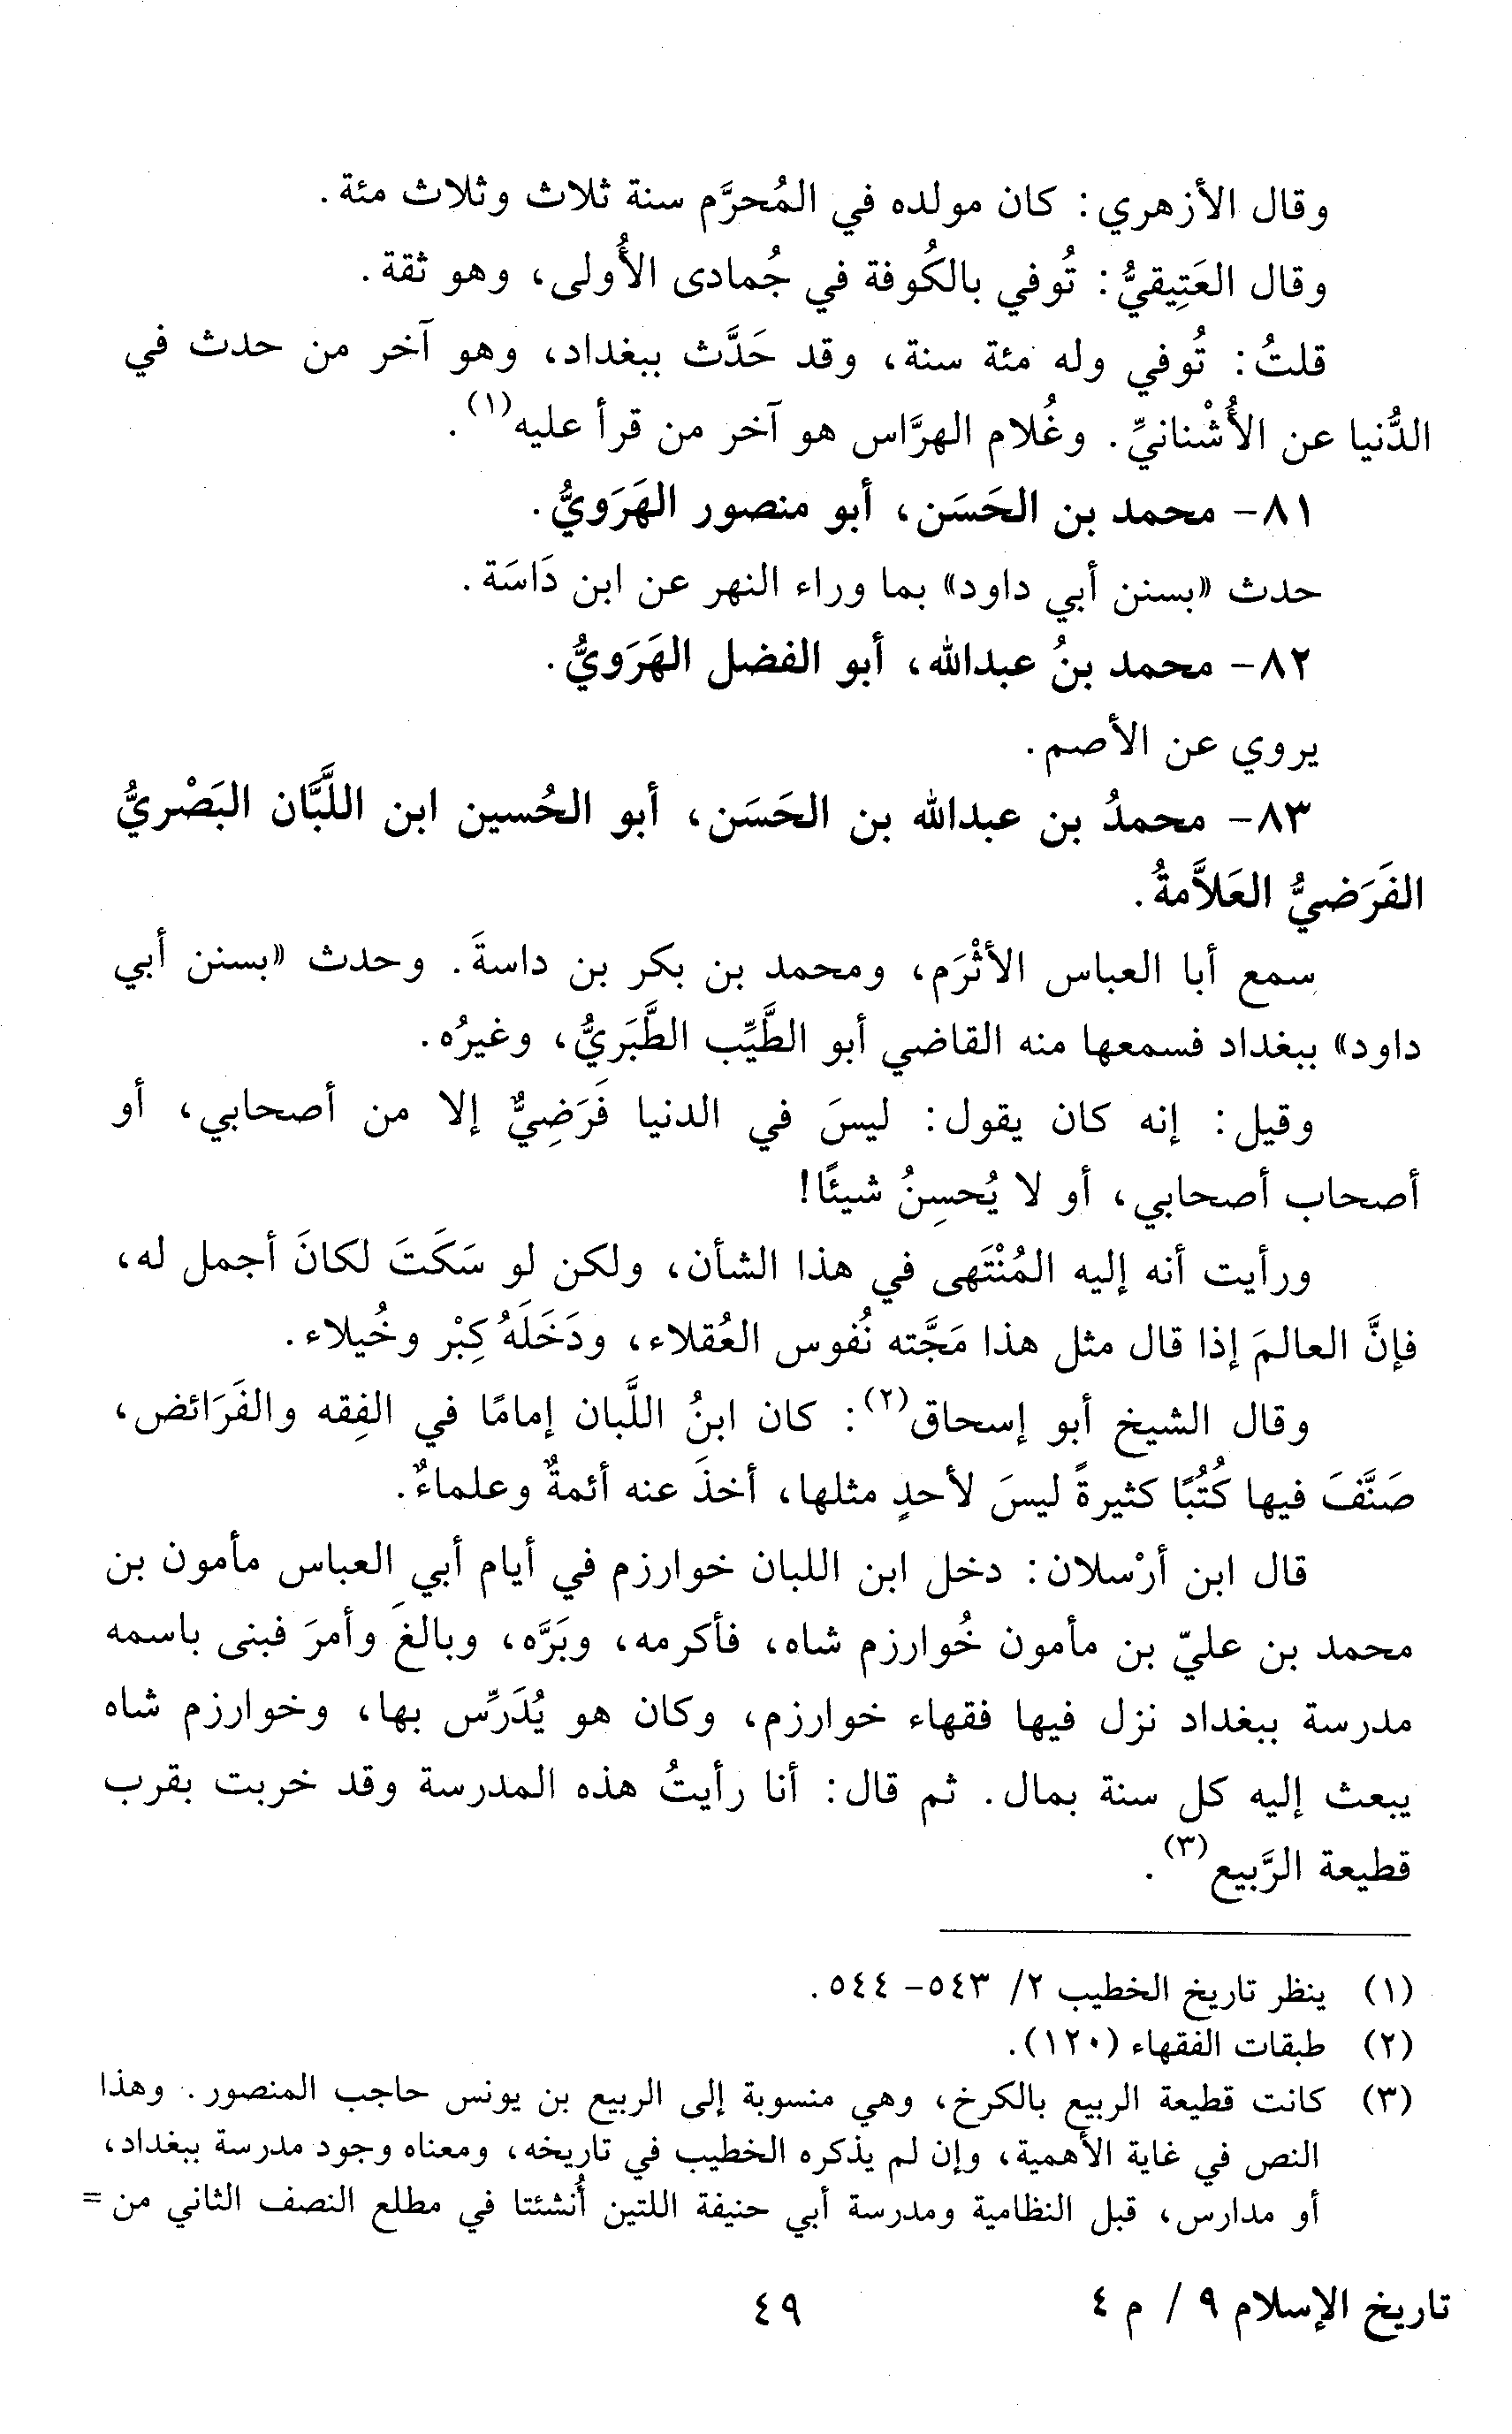 وقال الأزهري: كان مولده في المُحرَّم سنة ثلاث وثلاث مئة.
وقال العَتِيقيُّ: تُوفي بالكُوفة في جُمادى الأُولى، وهو ثقة.
قلتُ: تُوفي وله مئة سنة، وقد حَدَّث ببغداد، وهو آخر من حدث في
الدُّنيا عن الأُشْنانيِّ. وغُلام الهرَّاس هو آخر من قرأ عليه(١).
٨١- محمد بن الحَسَن، أبو منصور الهَرَويُّ.
حدث «بسنن أبي داود» بما وراء النهر عن ابن دَاسَة.
٨٢- محمد بنُ عبدالله، أبو الفضل الهَرَويُّ.
يروي عن الأصم.
٨٣- محمدُ بن عبدالله بن الحَسَن، أبو الحُسين ابن اللَّبَّان البَصْريُّ
الفَرَضيُّ العَلاَّمةُ.
سمع أبا العباس الأثْرَم، ومحمد بن بكر بن داسةَ. وحدث «بسنن أبي
داود» ببغداد فسمعها منه القاضي أبو الطَّيِّب الطَّبَريُّ، وغيرُه.
وقيل: إنه كان يقول: ليسَ في الدنيا فَرَضِيٌّ إلا من أصحابي، أو
أصحاب أصحابي، أو لا يُحسِنُ شيئًا!
ورأيت أنه إليه المُنْتَهى في هذا الشأن، ولكن لو سَكَتَ لكانَ أجمل له،
فإنَّ العالمَ إذا قال مثل هذا مَجَّته نُفوس العُقلاء، ودَخَلَهُ كِبْر وخُيلاء.
وقال الشيخ أبو إسحاق(٢): كان ابنُ اللَّبان إمامًا في الفِقه والفَرَائض،
صَنَّفَ فيها كُتُبًا كثيرةً ليسَ لأحدٍ مثلها، أخذَ عنه أئمةٌ وعلماءٌ.
قال ابن أرْسلان: دخل ابن اللبان خوارزم في أيام أبي العباس مأمون بن
محمد بن عليّ بن مأمون خُوارزم شاه، فأكرمه، وبَرَّه، وبالغَ وأمرَ فبنى باسمه
مدرسة ببغداد نزل فيها فقهاء خوارزم، وكان هو يُدَرِّس بها، وخوارزم شاه
يبعث إليه كل سنة بمال. ثم قال: أنا رأيتُ هذه المدرسة وقد خربت بقرب
قطيعة الرَّبيع(٣).
(١) ينظر تاريخ الخطيب ٢/ ٥٤٣- ٥٤٤.
(٢) طبقات الفقهاء (١٢٠).
(٣) كانت قطيعة الربيع بالكرخ، وهي منسوبة إلى الربيع بن يونس حاجب المنصور. وهذا
النص في غاية الأهمية، وإن لم يذكره الخطيب في تاريخه، ومعناه وجود مدرسة ببغداد،
أو مدارس، قبل النظامية ومدرسة أبي حنيفة اللتين أُنشئتا في مطلع النصف الثاني من =
تاريخ الإسلام ٩ / م ٤
٤٩